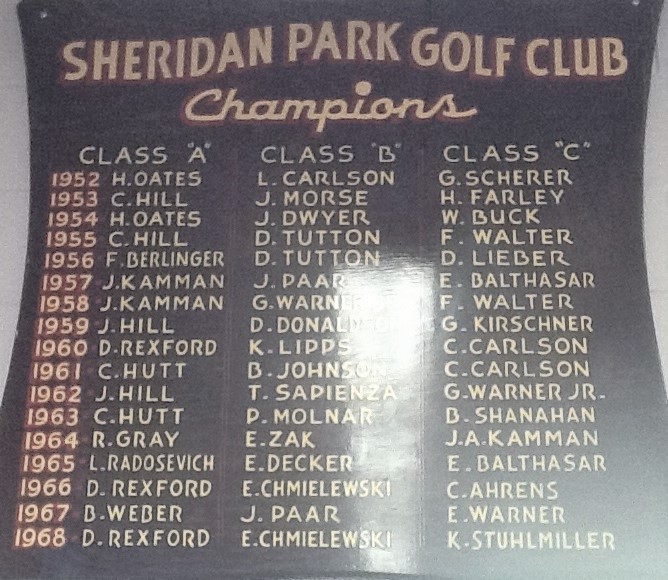 SHERIDAN PARK GOLF CLUB
Champions
CLASS "A" CLASS "B" CLASS "C"
1952 H.OATES L. CARLSON G. SCHERER
1953 C.HILL J. MORSE H. FARLEY
1954 H.OATES J. DWYER W. BUCK
1955 C.HILL D. TUTTON F. WALTER
1956 F.BERLINGER D. TUTTON D. LIEBER
1957 J.KAMMAN J. PAAR E. BALTHASAR
1958 J.KAMMAN G. WARNER F. WALTER
1959 J.HILL D. DONALDSON G. KIRSCHNER
1960 D.REXFORD K. LIPPS C.CARLSON
1961 C.HUTT B. JOHNSON C.CARLSON
1962 J.HILL T. SAPIENZA G.WARNER JR.
1963 C.HUTT P. MOLNAR B. SHANAHAN
1964 R.GRAY E.ZAK J.A.KAMMAN
1965 L.RADOSEVICH E.DECKER E. BALTHASAR
1966 D. REXFORD E.CHMIELEWSKI C.AHRENS
1967 B.WEBER J. PAAR E.WARNER
1968 D. REXFORD E.CHMIELEWSKI K.STUHLMILLER